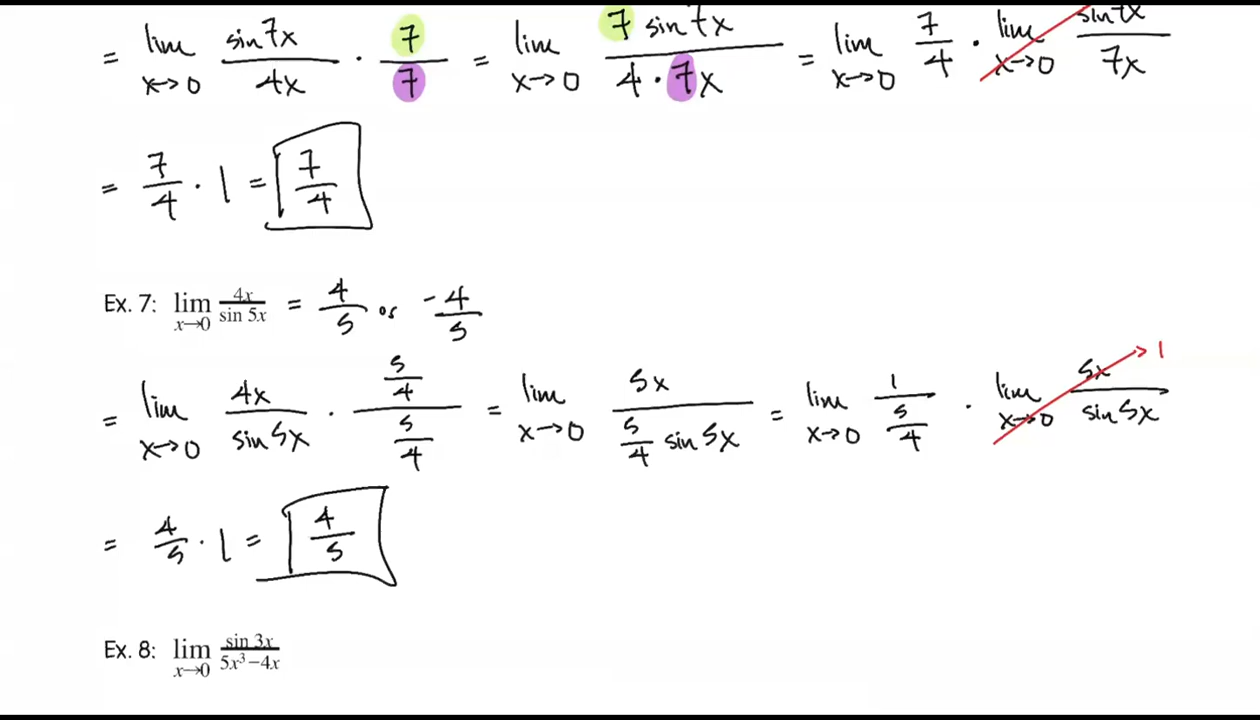 = lim x→0 sin7x/4x · 7/7 = lim x→0 7 sin7x/4 · 7x = lim x→0 7/4 · lim x→0 sin7x/7x
= 7/4 · 1 = 7/4
Ex. 7: lim x→0 4x/sin 5x = 4/5 or -4/5
= lim x→0 4x/sin5x · (5/4)/(5/4) = lim x→0 5x/(5/4 sin5x) = lim x→0 1/(5/4) · lim x→0 5x/sin5x → 1
= 4/5 · 1 = 4/5
Ex. 8: lim x→0 sin 3x/5x³−4x